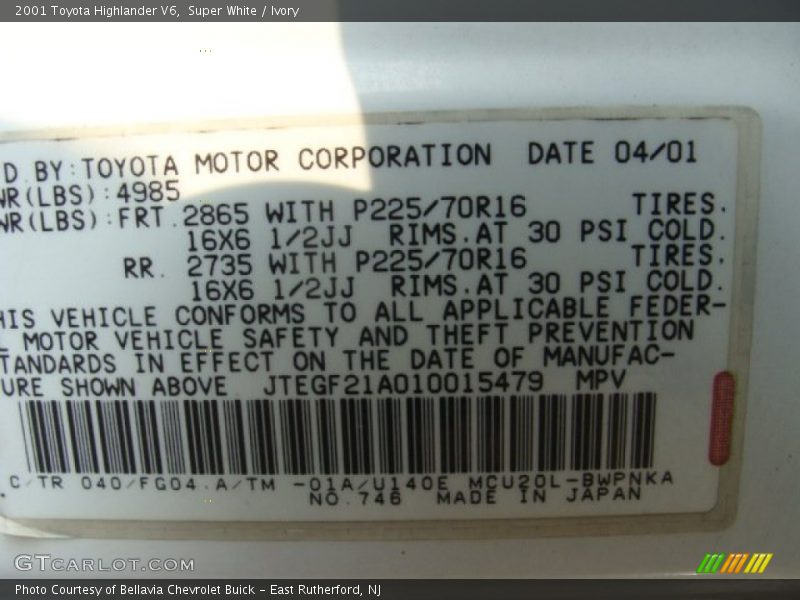 2001 Toyota Highlander V6,  Super White / Ivory
D BY:TOYOTA MOTOR CORPORATION DATE 04/01
WR(LBS):4985
WR(LBS):FRT.2865 WITH P225/70R16 TIRES.
16X6 1/2JJ RIMS.AT 30 PSI COLD.
RR. 2735 WITH P225/70R16 TIRES.
16X6 1/2JJ RIMS.AT 30 PSI COLD.
HIS VEHICLE CONFORMS TO ALL APPLICABLE FEDER-
L MOTOR VEHICLE SAFETY AND THEFT PREVENTION
TANDARDS IN EFFECT ON THE DATE OF MANUFAC-
URE SHOWN ABOVE. JTEGF21A010015479 MPV
C/TR 040/FG04.A/TM -01A/U140E MCU20L-BWPNKA
NO.746 MADE IN JAPAN
GTCARLOT.COM
Photo Courtesy of Bellavia Chevrolet Buick - East Rutherford, NJ